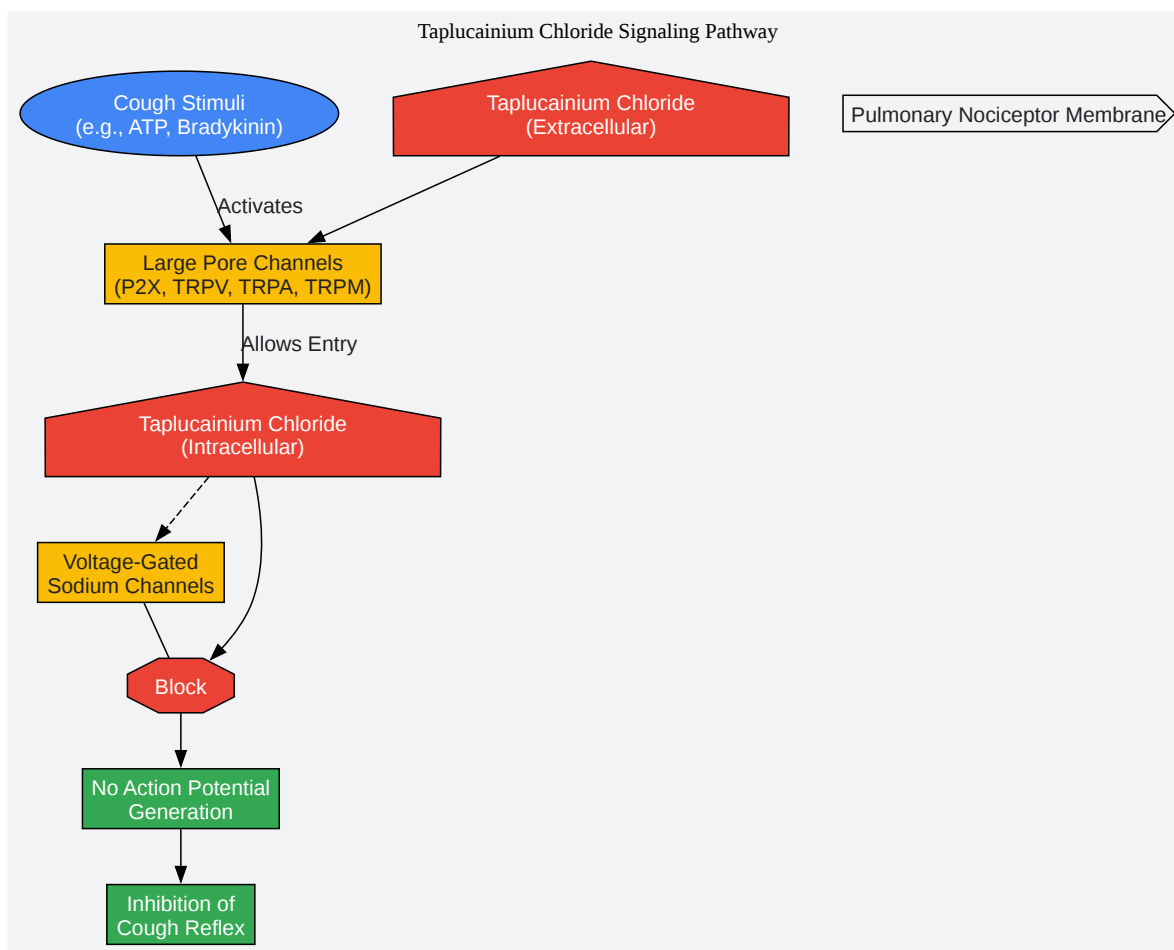 Taplucainium Chloride Signaling Pathway
Cough Stimuli
(e.g., ATP, Bradykinin)
Taplucainium Chloride
(Extracellular)
Pulmonary Nociceptor Membrane
Activates
Large Pore Channels
(P2X, TRPV, TRPA, TRPM)
Allows Entry
Taplucainium Chloride
(Intracellular)
Voltage-Gated
Sodium Channels
Block
No Action Potential
Generation
Inhibition of
Cough Reflex